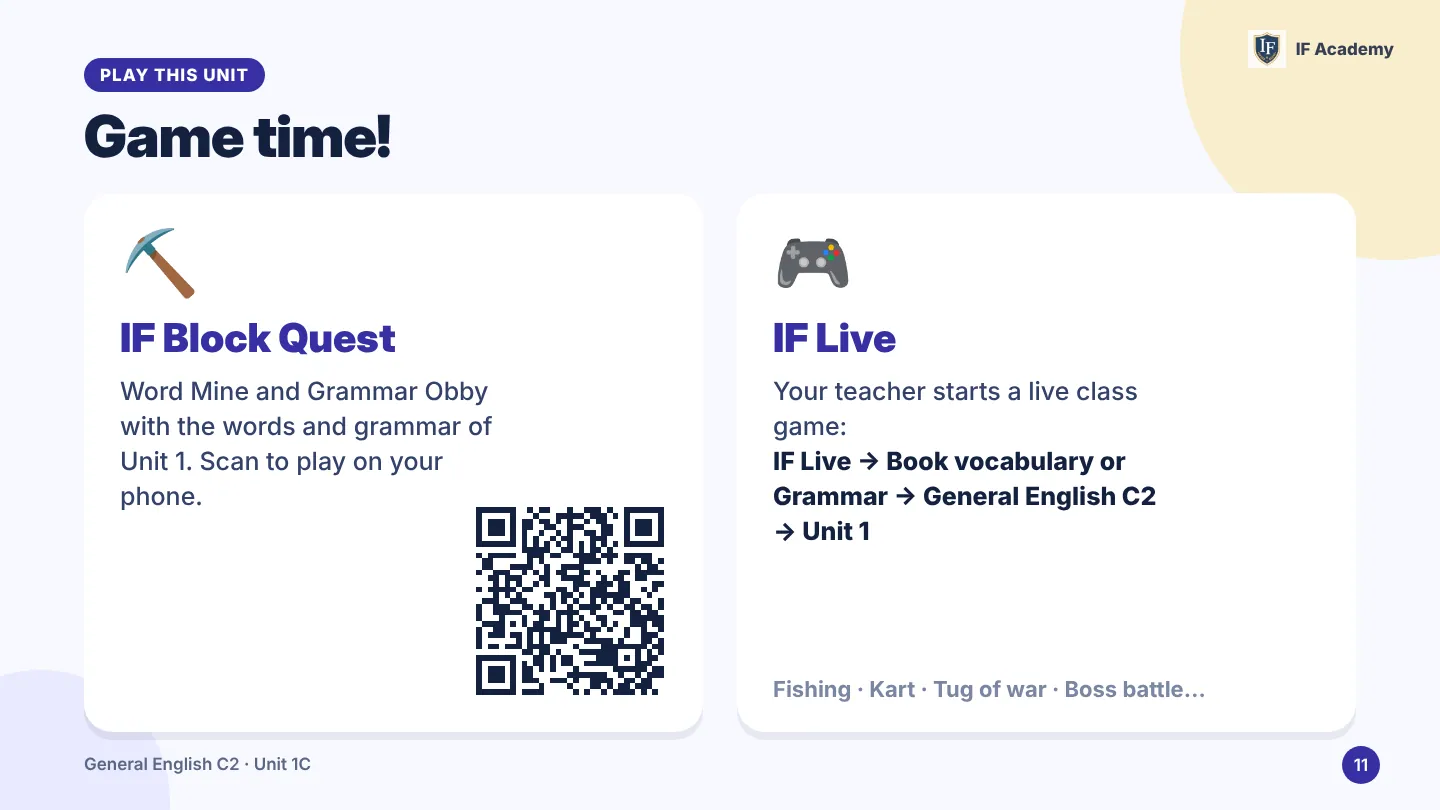 IF Academy
PLAY THIS UNIT
Game time!
IF Block Quest
Word Mine and Grammar Obby
with the words and grammar of
Unit 1. Scan to play on your
phone.
IF Live
Your teacher starts a live class
game:
IF Live → Book vocabulary or
Grammar → General English C2
→ Unit 1
Fishing · Kart · Tug of war · Boss battle...
General English C2 · Unit 1C
11